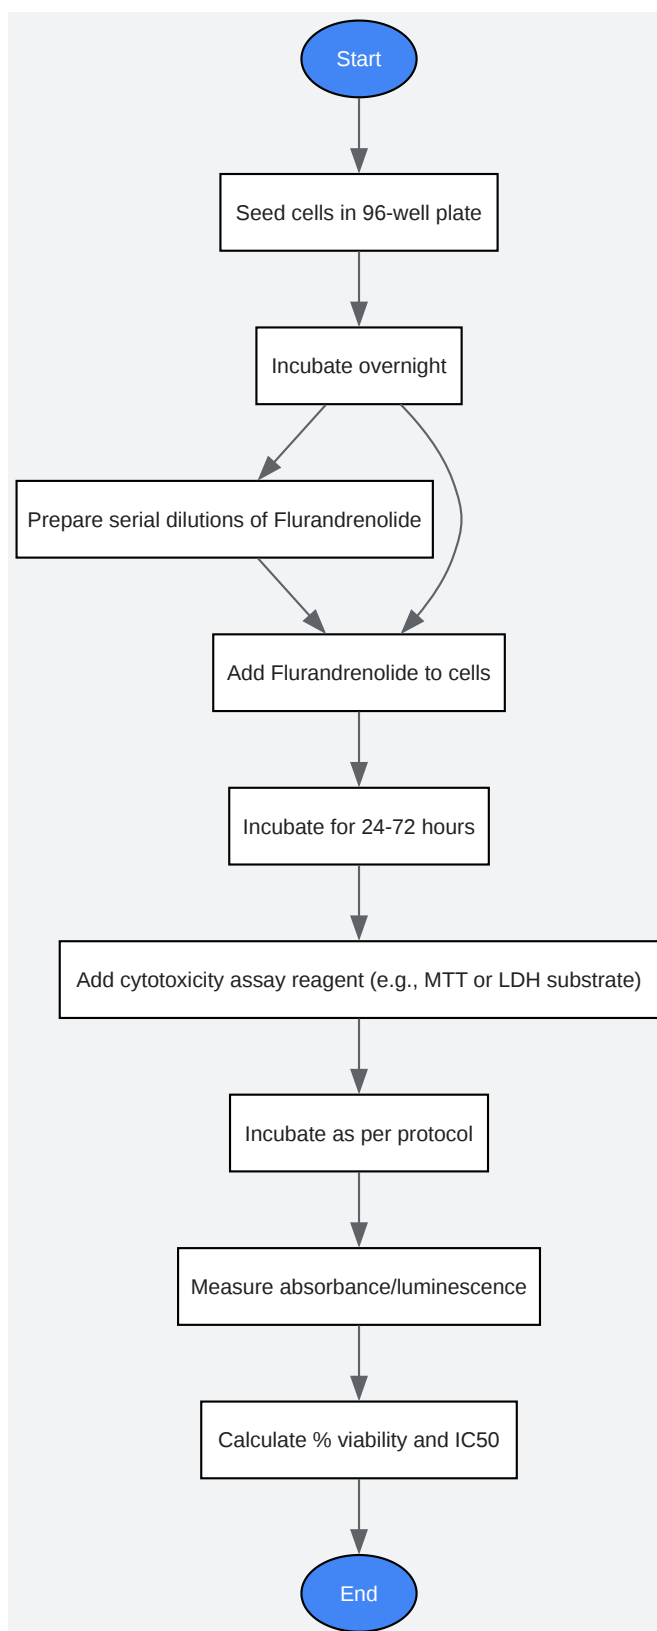 Start
Seed cells in 96-well plate
Incubate overnight
Prepare serial dilutions of Flurandrenolide
Add Flurandrenolide to cells
Incubate for 24-72 hours
Add cytotoxicity assay reagent (e.g., MTT or LDH substrate)
Incubate as per protocol
Measure absorbance/luminescence
Calculate % viability and IC50
End